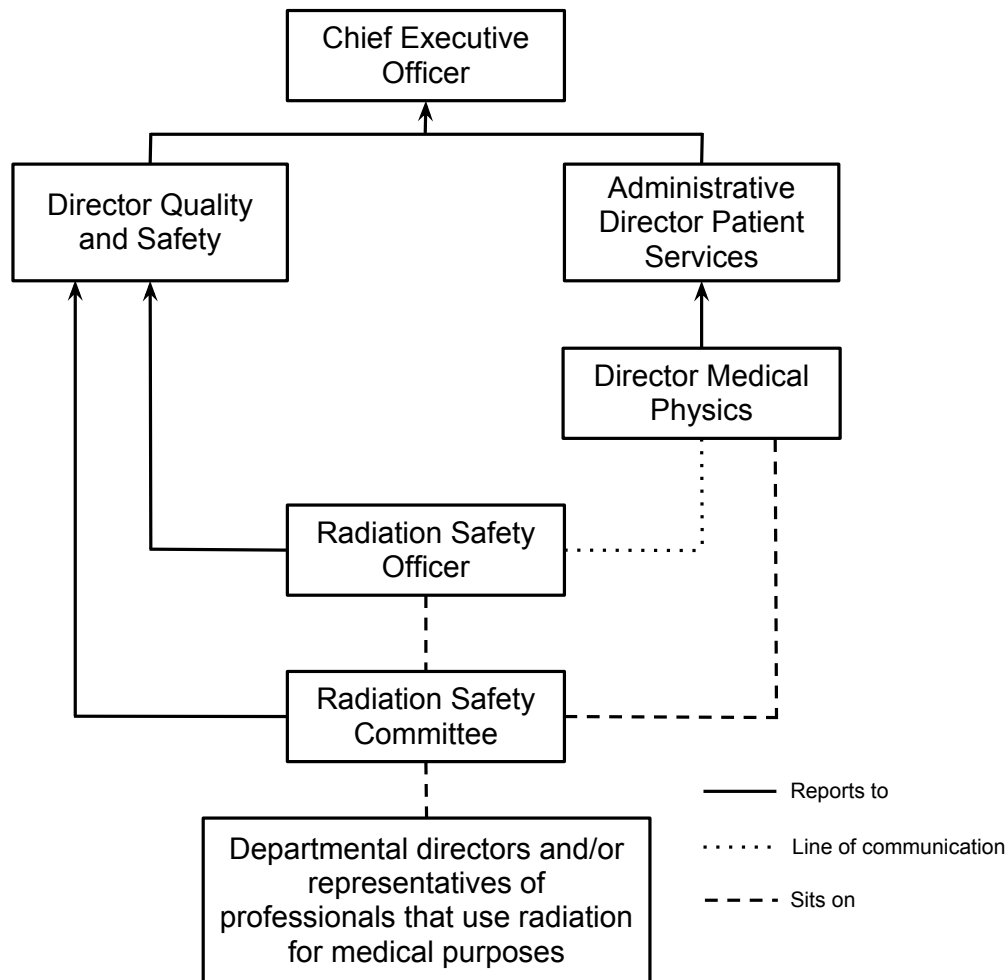 Chief Executive
Officer
Director Quality
and Safety
Administrative
Director Patient
Services
Director Medical
Physics
Radiation Safety
Officer
Radiation Safety
Committee
Departmental directors and/or
representatives of
professionals that use radiation
for medical purposes
Reports to
Line of communication
Sits on